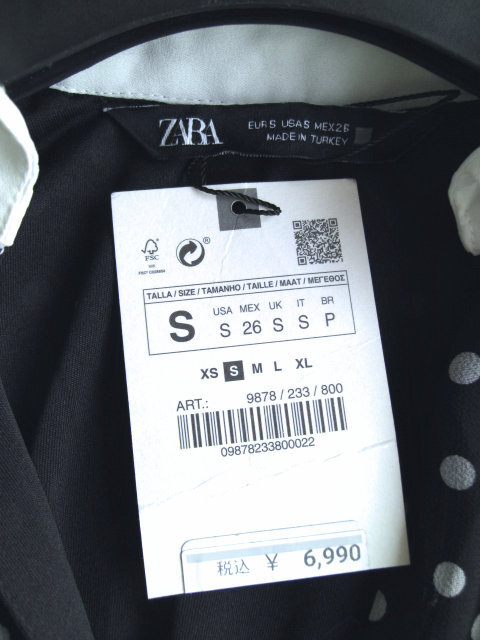 ZARA
EUR S USA S MEX 26
MADE IN TURKEY
FSC
TALLA / SIZE / TAMANHO / TAILLE / MAAT / ΜΕΓΕΘΟΣ
S
USA MEX UK IT BR
S 26 S S P
XS S M L XL
ART.: 9878 / 233 / 800
09878233800022
税込 ¥ 6,990